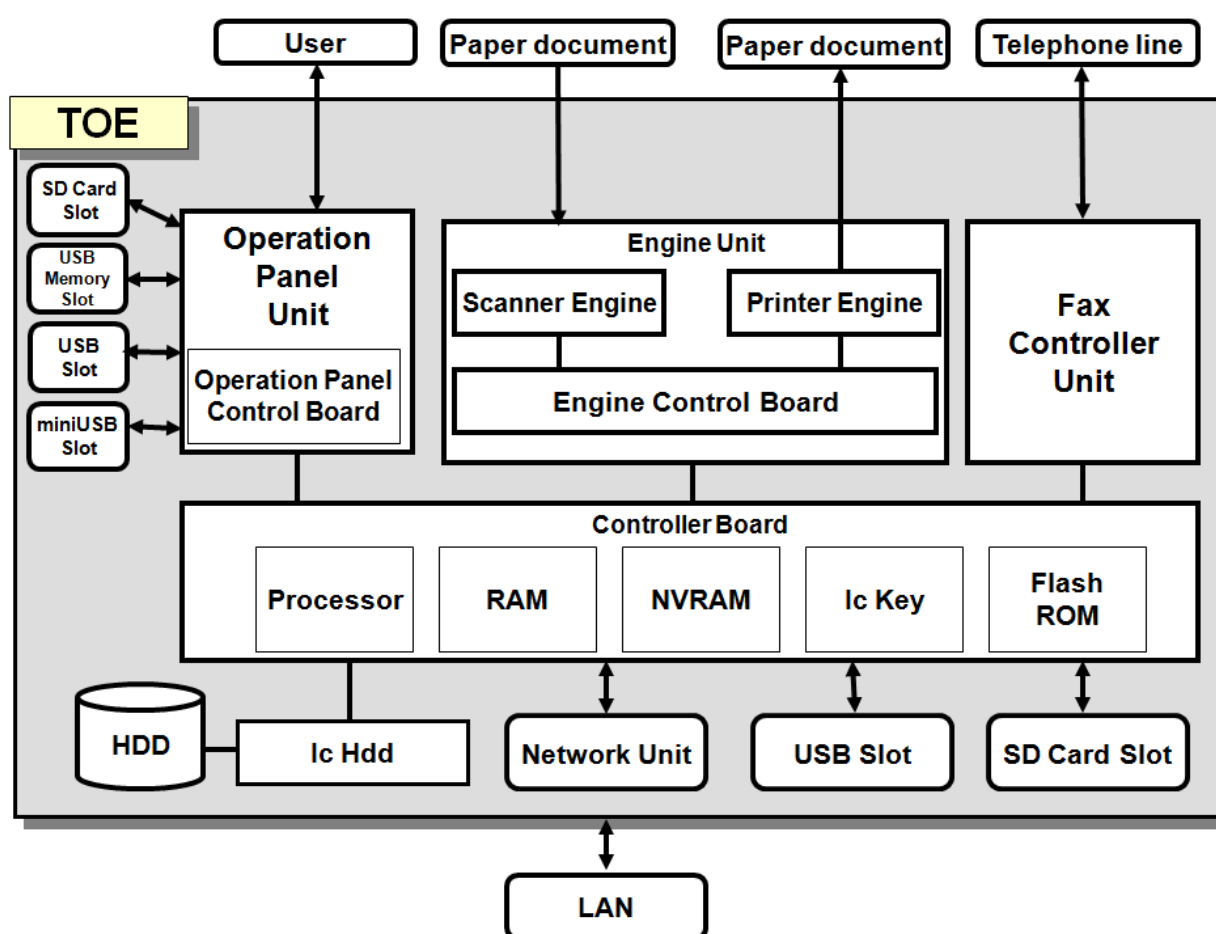 User
Paper document
Paper document
Telephone line
TOE
SD Card
Slot
USB
Memory
Slot
USB
Slot
miniUSB
Slot
Operation
Panel
Unit
Operation Panel
Control Board
Engine Unit
Scanner Engine
Printer Engine
Engine Control Board
Fax
Controller
Unit
Controller Board
Processor
RAM
NVRAM
Ic Key
Flash
ROM
HDD
Ic Hdd
Network Unit
USB Slot
SD Card Slot
LAN